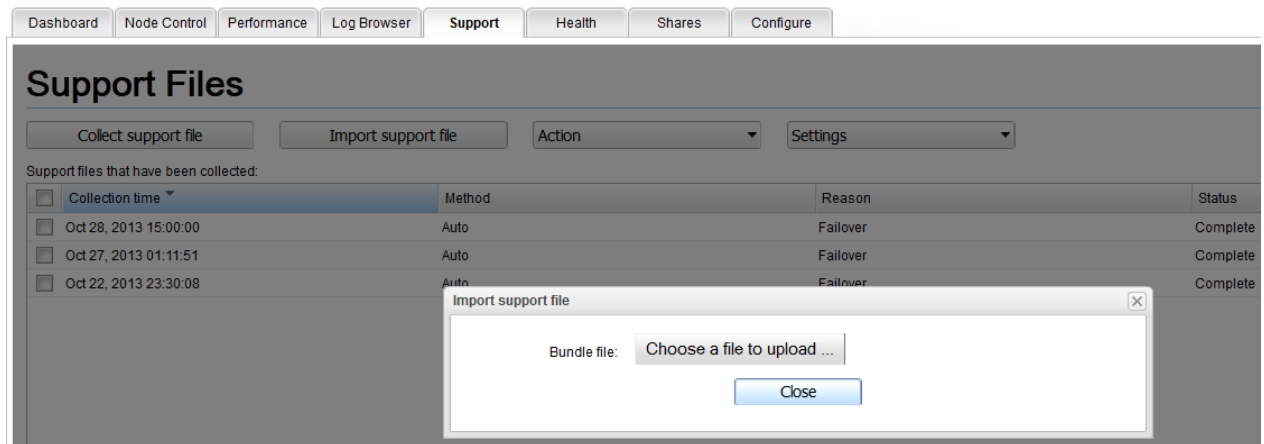 Dashboard Node Control Performance Log Browser Support Health Shares Configure
Support Files
Collect support file Import support file Action Settings
Support files that have been collected:
Collection time Method Reason Status
Oct 28, 2013 15:00:00 Auto Failover Complete
Oct 27, 2013 01:11:51 Auto Failover Complete
Oct 22, 2013 23:30:08 Auto Failover Complete
Import support file
Bundle file: Choose a file to upload ...
Close